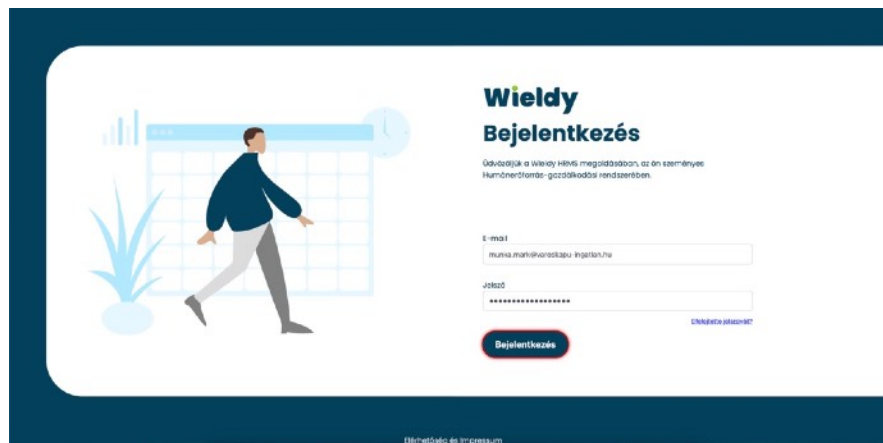 Wieldy
Bejelentkezés
Üdvözöljük a Wieldy HRMS megoldásában, az ön személyes
Humánerőforrás-gazdálkodási rendszerében.
E-mail
munka.mark@varoskapu-ingatlan.hu
Jelszó
Elfelejtette jelszavát?
Bejelentkezés
Elérhetőség és Impresszum